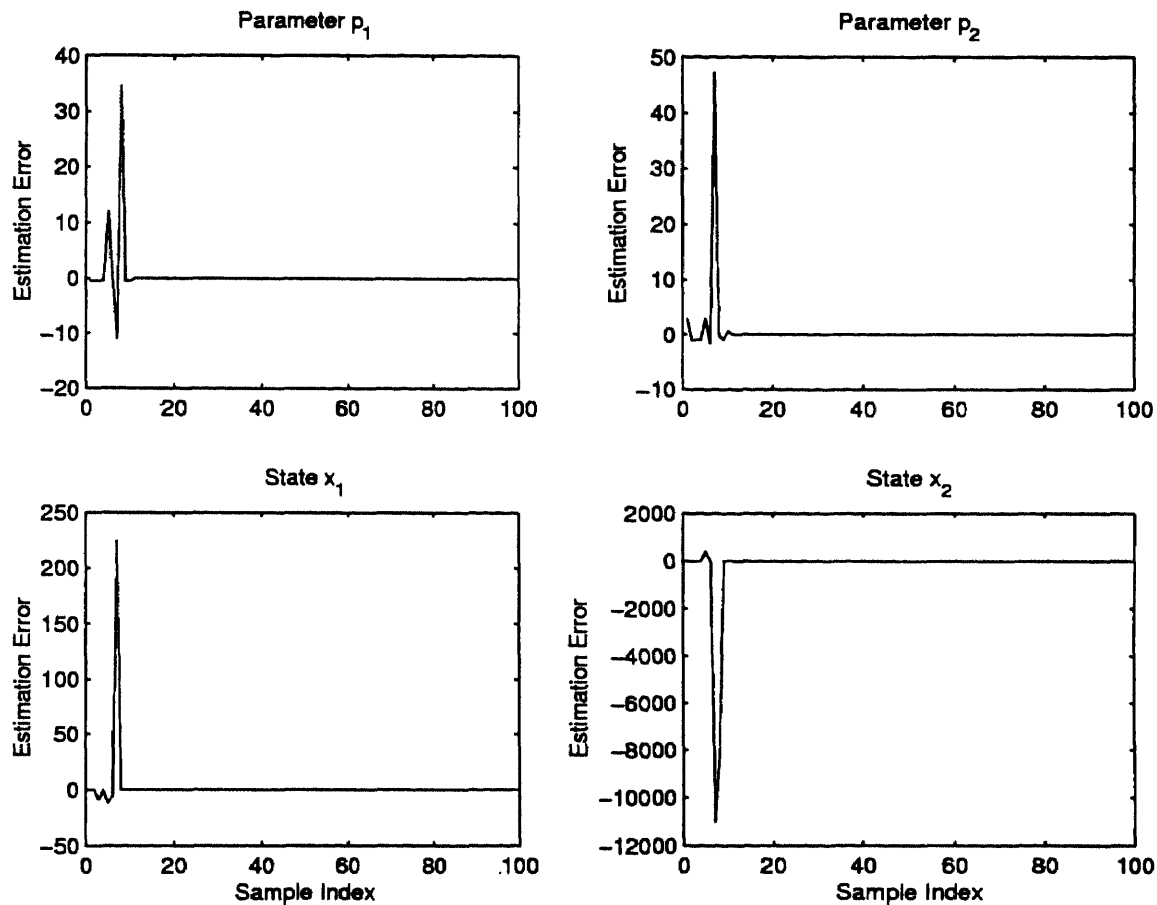 Parameter p1
40
30
20
10
0
−10
−20
Estimation Error
0 20 40 60 80 100
Parameter p2
50
40
30
20
10
0
−10
Estimation Error
0 20 40 60 80 100
State x1
250
200
150
100
50
0
−50
Estimation Error
0 20 40 60 80 .100
Sample Index
State x2
2000
0
−2000
−4000
−6000
−8000
−10000
−12000
Estimation Error
0 20 40 60 80 100
Sample Index